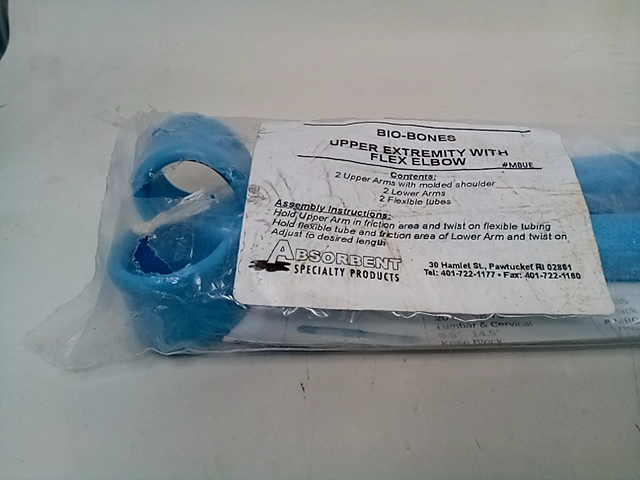 BIO-BONES
UPPER EXTREMITY WITH
FLEX ELBOW
#MBUE
Contents:
2 Upper Arms with molded shoulder
2 Lower Arms
2 Flexible tubes
Assembly Instructions:
Hold Upper Arm in friction area and twist on flexible tubing
Hold flexible tube and friction area of Lower Arm and twist on
Adjust to desired length
ABSORBENT
SPECIALTY PRODUCTS
30 Hamlet St., Pawtucket RI 02861
Tel: 401-722-1177 • Fax: 401-722-1160
Lumbar & Cervical
Knee Block